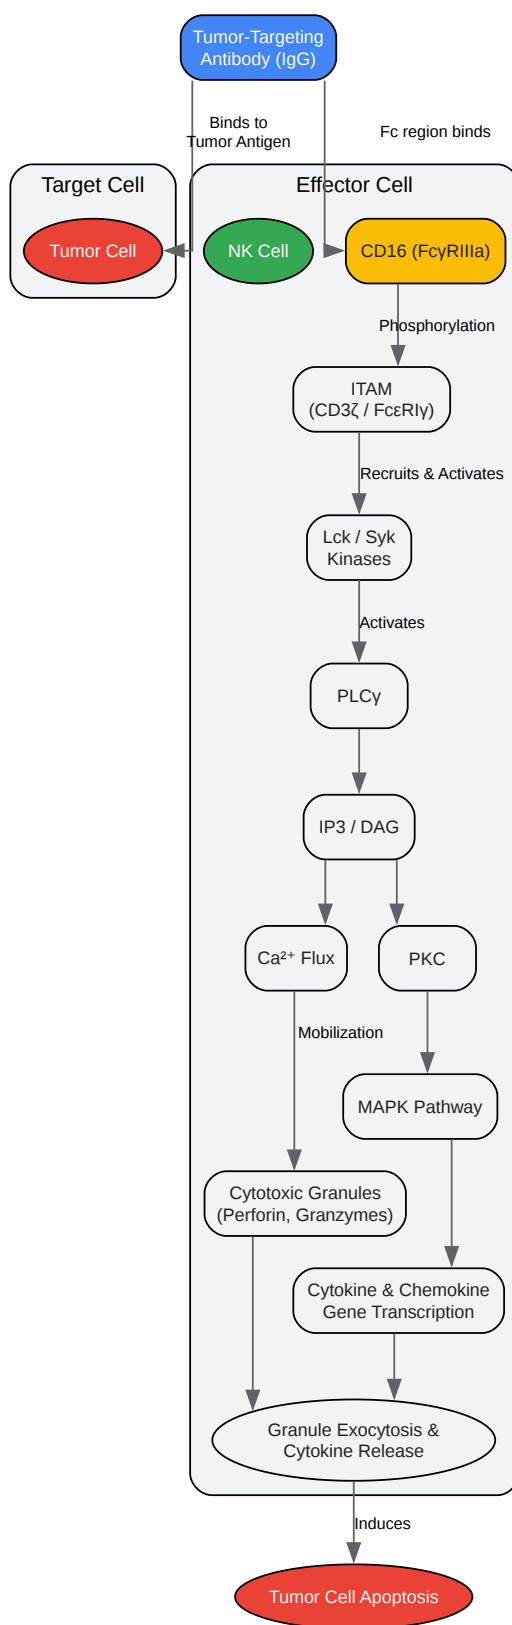 Tumor-Targeting
Antibody (IgG)
Binds to
Tumor Antigen
Fc region binds
Target Cell
Effector Cell
Tumor Cell
NK Cell
CD16 (FcγRIIIa)
Phosphorylation
ITAM
(CD3ζ / FcεRIγ)
Recruits & Activates
Lck / Syk
Kinases
Activates
PLCγ
IP3 / DAG
Ca²⁺ Flux
PKC
Mobilization
MAPK Pathway
Cytotoxic Granules
(Perforin, Granzymes)
Cytokine & Chemokine
Gene Transcription
Granule Exocytosis &
Cytokine Release
Induces
Tumor Cell Apoptosis